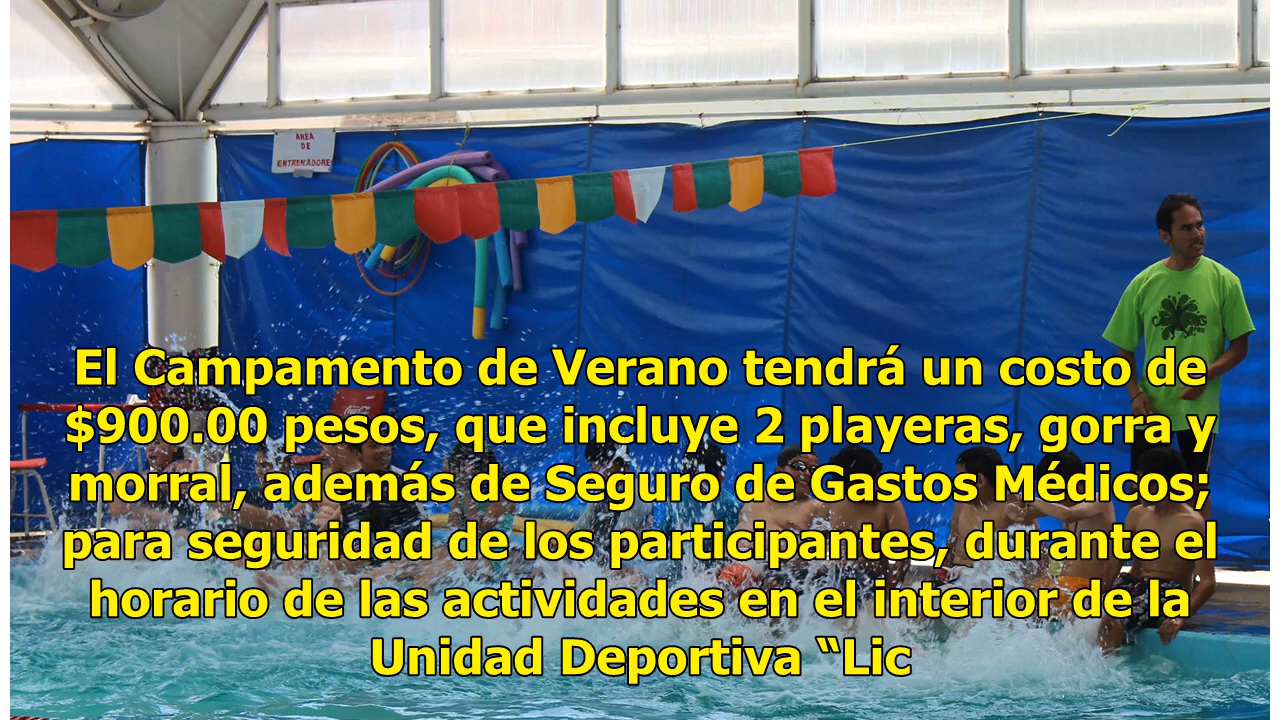 AREA
DE
ENTRENADORES
El Campamento de Verano tendrá un costo de
$900.00 pesos, que incluye 2 playeras, gorra y
morral, además de Seguro de Gastos Médicos;
para seguridad de los participantes, durante el
horario de las actividades en el interior de la
Unidad Deportiva “Lic